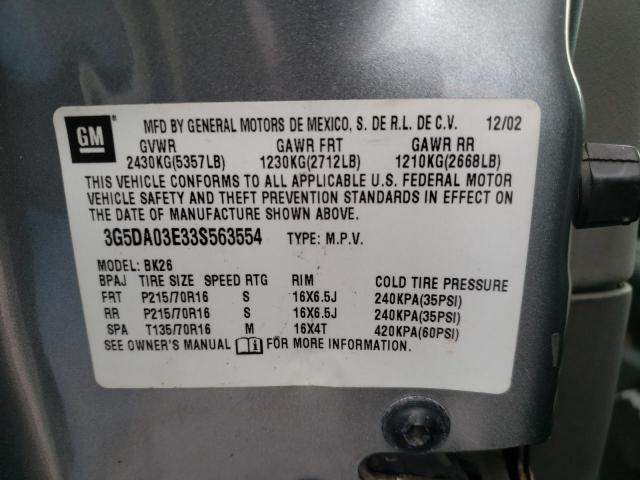 GM MFD BY GENERAL MOTORS DE MEXICO, S. DE R.L. DE C.V. 12/02
GVWR GAWR FRT GAWR RR
2430KG(5357LB) 1230KG(2712LB) 1210KG(2668LB)
THIS VEHICLE CONFORMS TO ALL APPLICABLE U.S. FEDERAL MOTOR
VEHICLE SAFETY AND THEFT PREVENTION STANDARDS IN EFFECT ON
THE DATE OF MANUFACTURE SHOWN ABOVE.
3G5DA03E33S563554 TYPE: M.P.V.
MODEL: BK26
BPAJ TIRE SIZE SPEED RTG RIM COLD TIRE PRESSURE
FRT P215/70R16 S 16X6.5J 240KPA(35PSI)
RR P215/70R16 S 16X6.5J 240KPA(35PSI)
SPA T135/70R16 M 16X4T 420KPA(60PSI)
SEE OWNER'S MANUAL FOR MORE INFORMATION.